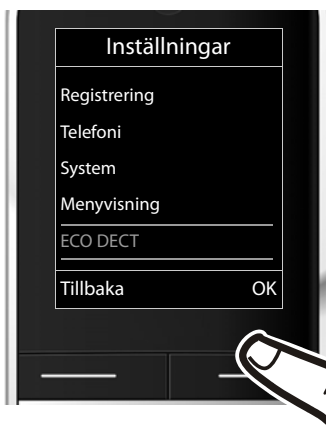 Inställningar
Registrering
Telefoni
System
Menyvisning
ECO DECT
Tillbaka OK